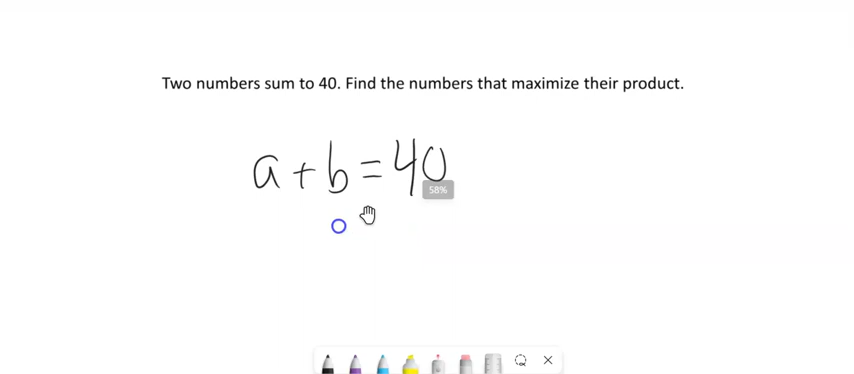 Two numbers sum to 40. Find the numbers that maximize their product.
a + b = 40
58%